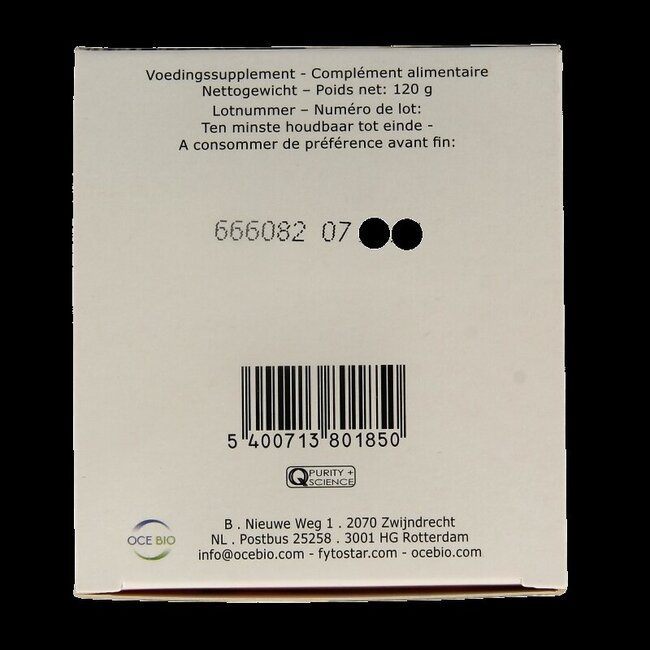 Voedingssupplement - Complément alimentaire
Nettogewicht – Poids net: 120 g
Lotnummer – Numéro de lot:
Ten minste houdbaar tot einde -
A consommer de préférence avant fin:
666082 07
5 400713 801850
Q PURITY +
SCIENCE
OCE BIO
B . Nieuwe Weg 1 . 2070 Zwijndrecht
NL . Postbus 25258 . 3001 HG Rotterdam
info@ocebio.com - fytostar.com - ocebio.com